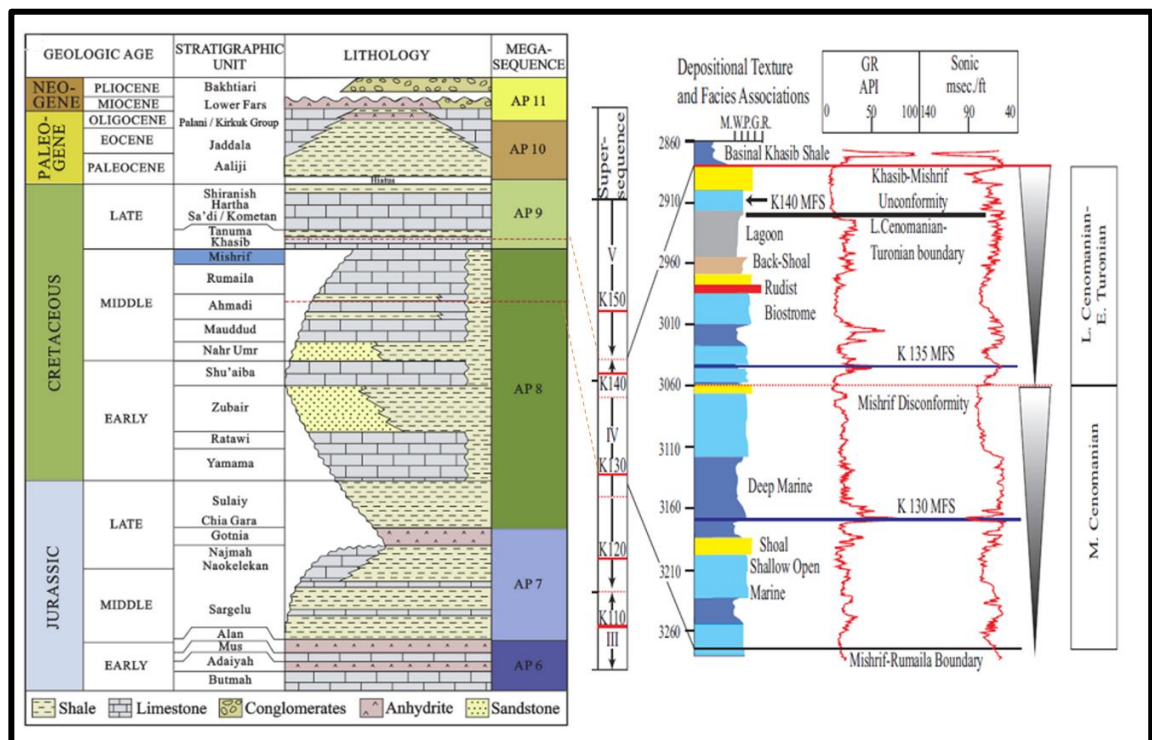 GEOLOGIC AGE
STRATIGRAPHIC UNIT
LITHOLOGY
MEGA-SEQUENCE
NEO-GENE
PLIOCENE
MIOCENE
PALEO-GENE
OLIGOCENE
EOCENE
PALEOCENE
CRETACEOUS
LATE
MIDDLE
EARLY
JURASSIC
LATE
MIDDLE
EARLY
Bakhtiari
Lower Fars
Palani / Kirkuk Group
Jaddala
Aaliji
Hiatus
Shiranish
Hartha
Sa'di / Kometan
Tanuma
Khasib
Mishrif
Rumaila
Ahmadi
Mauddud
Nahr Umr
Shu'aiba
Zubair
Ratawi
Yamama
Sulaiy
Chia Gara
Gotnia
Najmah
Naokelekan
Sargelu
Alan
Mus
Adaiyah
Butmah
AP 11
AP 10
AP 9
AP 8
AP 7
AP 6
Shale
Limestone
Conglomerates
Anhydrite
Sandstone
Super-sequence
V
K150
K140
IV
K130
K120
K110
III
Depositional Texture
and Facies Associations
M.W.P.G.R.
GR
API
0 50 100
Sonic
msec./ft
140 90 40
2860
2910
2960
3010
3060
3110
3160
3210
3260
Basinal Khasib Shale
Khasib-Mishrif
Unconformity
K140 MFS
L.Cenomanian-
Turonian boundary
Lagoon
Back-Shoal
Rudist
Biostrome
K 135 MFS
Mishrif Disconformity
Deep Marine
K 130 MFS
Shoal
Shallow Open
Marine
Mishrif-Rumaila Boundary
L. Cenomanian-
E. Turonian
M. Cenomanian